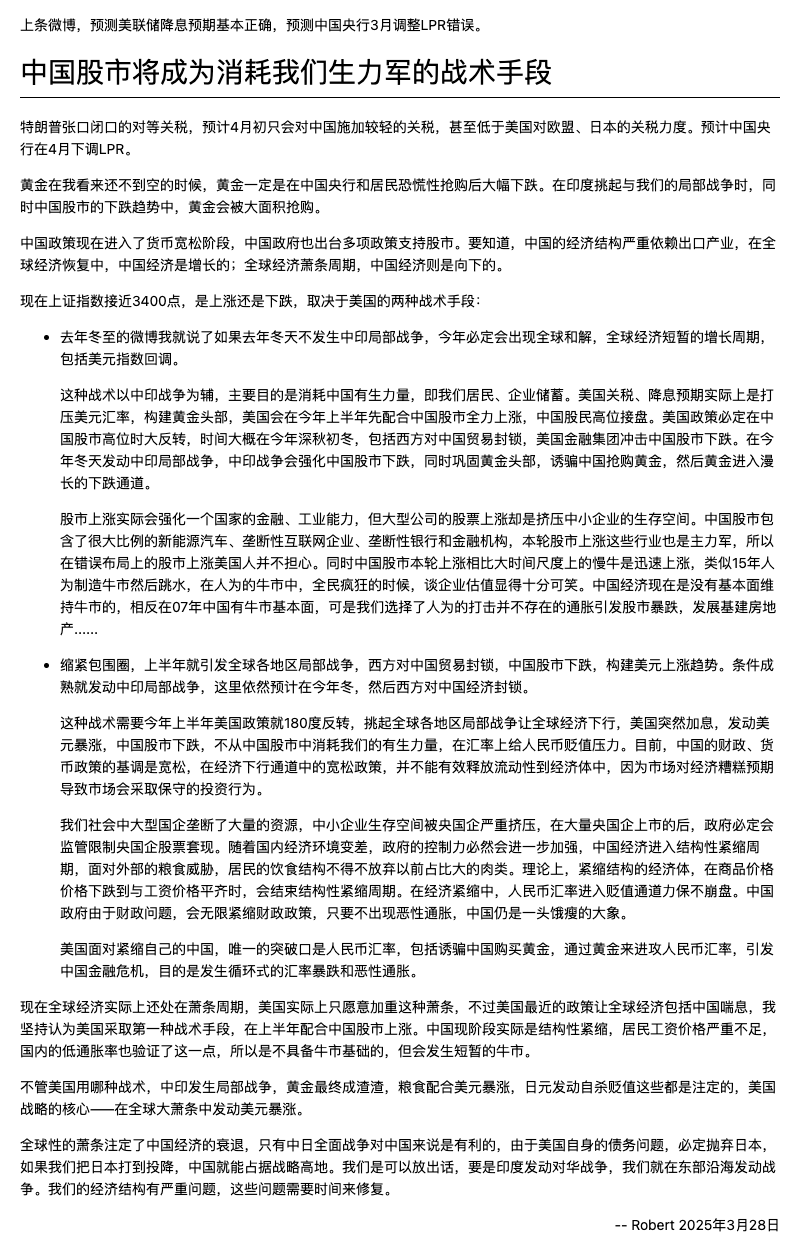 上条微博，预测美联储降息预期基本正确，预测中国央行3月调整LPR错误。
中国股市将成为消耗我们生力军的战术手段
特朗普张口闭口的对等关税，预计4月初只会对中国施加较轻的关税，甚至低于美国对欧盟、日本的关税力度。预计中国央
行在4月下调LPR。
黄金在我看来还不到空的时候，黄金一定是在中国央行和居民恐慌性抢购后大幅下跌。在印度挑起与我们的局部战争时，同
时中国股市的下跌趋势中，黄金会被大面积抢购。
中国政策现在进入了货币宽松阶段，中国政府也出台多项政策支持股市。要知道，中国的经济结构严重依赖出口产业，在全
球经济恢复中，中国经济是增长的；全球经济萧条周期，中国经济则是向下的。
现在上证指数接近3400点，是上涨还是下跌，取决于美国的两种战术手段：
• 去年冬至的微博我就说了如果去年冬天不发生中印局部战争，今年必定会出现全球和解，全球经济短暂的增长周期，
包括美元指数回调。
这种战术以中印战争为辅，主要目的是消耗中国有生力量，即我们居民、企业储蓄。美国关税、降息预期实际上是打
压美元汇率，构建黄金头部，美国会在今年上半年先配合中国股市全力上涨，中国股民高位接盘。美国政策必定在中
国股市高位时大反转，时间大概在今年深秋初冬，包括西方对中国贸易封锁，美国金融集团冲击中国股市下跌。在今
年冬天发动中印局部战争，中印战争会强化中国股市下跌，同时巩固黄金头部，诱骗中国抢购黄金，然后黄金进入漫
长的下跌通道。
股市上涨实际会强化一个国家的金融、工业能力，但大型公司的股票上涨却是挤压中小企业的生存空间。中国股市包
含了很大比例的新能源汽车、垄断性互联网企业、垄断性银行和金融机构，本轮股市上涨这些行业也是主力军，所以
在错误布局上的股市上涨美国人并不担心。同时中国股市本轮上涨相比大时间尺度上的慢牛是迅速上涨，类似15年人
为制造牛市然后跳水，在人为的牛市中，全民疯狂的时候，谈企业估值显得十分可笑。中国经济现在是没有基本面维
持牛市的，相反在07年中国有牛市基本面，可是我们选择了人为的打击并不存在的通胀引发股市暴跌，发展基建房地
产……
• 缩紧包围圈，上半年就引发全球各地区局部战争，西方对中国贸易封锁，中国股市下跌，构建美元上涨趋势。条件成
熟就发动中印局部战争，这里依然预计在今年冬，然后西方对中国经济封锁。
这种战术需要今年上半年美国政策就180度反转，挑起全球各地区局部战争让全球经济下行，美国突然加息，发动美
元暴涨，中国股市下跌，不从中国股市中消耗我们的有生力量，在汇率上给人民币贬值压力。目前，中国的财政、货
币政策的基调是宽松，在经济下行通道中的宽松政策，并不能有效释放流动性到经济体中，因为市场对经济糟糕预期
导致市场会采取保守的投资行为。
我们社会中大型国企垄断了大量的资源，中小企业生存空间被央国企严重挤压，在大量央国企上市的后，政府必定会
监管限制央国企股票套现。随着国内经济环境变差，政府的控制力必然会进一步加强，中国经济进入结构性紧缩周
期，面对外部的粮食威胁，居民的饮食结构不得不放弃以前占比大的肉类。理论上，紧缩结构的经济体，在商品价格
价格下跌到与工资价格平齐时，会结束结构性紧缩周期。在经济紧缩中，人民币汇率进入贬值通道力保不崩盘。中国
政府由于财政问题，会无限紧缩财政政策，只要不出现恶性通胀，中国仍是一头饿瘦的大象。
美国面对紧缩自己的中国，唯一的突破口是人民币汇率，包括诱骗中国购买黄金，通过黄金来进攻人民币汇率，引发
中国金融危机，目的是发生循环式的汇率暴跌和恶性通胀。
现在全球经济实际上还处在萧条周期，美国实际上只愿意加重这种萧条，不过美国最近的政策让全球经济包括中国喘息，我
坚持认为美国采取第一种战术手段，在上半年配合中国股市上涨。中国现阶段实际是结构性紧缩，居民工资价格严重不足，
国内的低通胀率也验证了这一点，所以是不具备牛市基础的，但会发生短暂的牛市。
不管美国用哪种战术，中印发生局部战争，黄金最终成渣渣，粮食配合美元暴涨，日元发动自杀贬值这些都是注定的，美国
战略的核心——在全球大萧条中发动美元暴涨。
全球性的萧条注定了中国经济的衰退，只有中日全面战争对中国来说是有利的，由于美国自身的债务问题，必定抛弃日本，
如果我们把日本打到投降，中国就能占据战略高地。我们是可以放出话，要是印度发动对华战争，我们就在东部沿海发动战
争。我们的经济结构有严重问题，这些问题需要时间来修复。
-- Robert 2025年3月28日